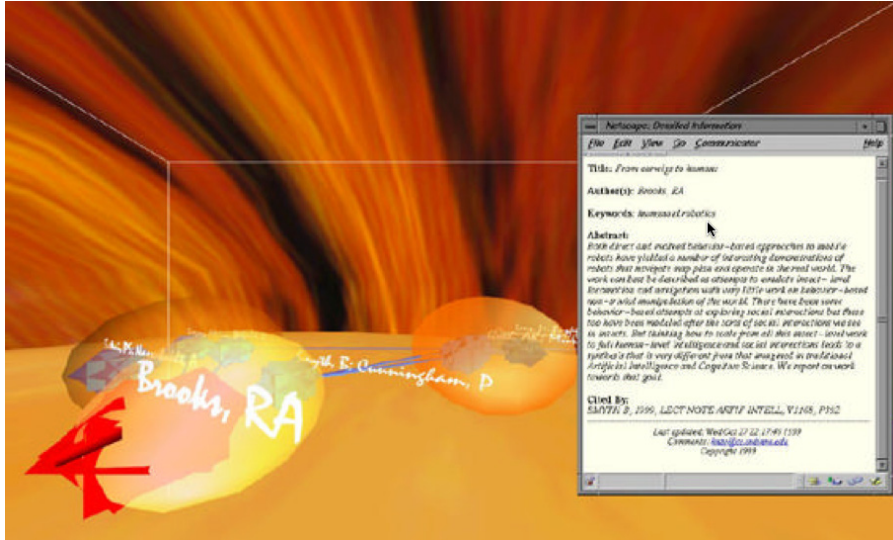 Netscape: Detailed Information
File Edit View Go Communicator Help
Title: From earwigs to humans
Author(s): Brooks, RA
Keywords: humanoid robotics
Abstract:
Both direct and evolved behavior-based approaches to mobile
robots have yielded a number of interesting demonstrations of
robots that navigate map plan and operate in the real world. The
work can best be described as attempts to emulate insect- level
locomotion and navigation with very little work on behavior-based
non-trivial manipulation of the world. There have been some
behavior-based attempts at exploring social interactions but these
too have been modeled after the sorts of social interactions we see
in insects. But thinking how to scale from all this insect-level work
to full human-level intelligence and social interactions leads to a
synthesis that is very different from that imagined in traditional
Artificial Intelligence and Cognitive Science. We report on work
towards that goal.
Cited By:
SMYTH B, 1999, LECT NOTE ARTIF INTELL, V1168, P192
Last updated, Wed Oct 27 22:17:49 1999
Comments:
Copyright 1999
Brooks, RA
B. Cunningham, P